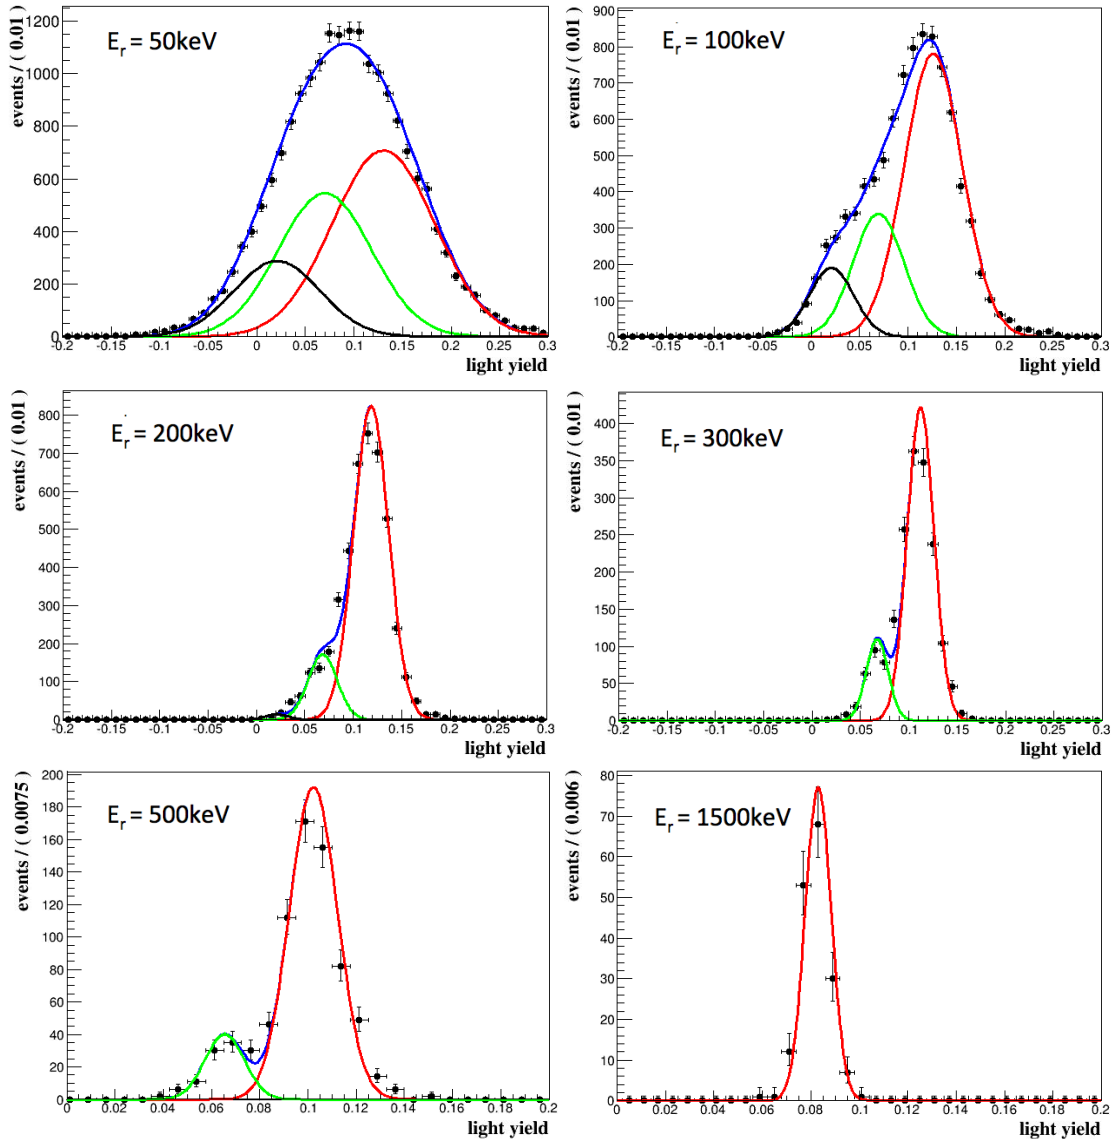 events / ( 0.01 )
1200
1000
800
600
400
200
0
E_r = 50keV
-0.2 -0.15 -0.1 -0.05 0 0.05 0.1 0.15 0.2 0.25 0.3
light yield
events / ( 0.01 )
900
800
700
600
500
400
300
200
100
0
E_r = 100keV
-0.2 -0.15 -0.1 -0.05 0 0.05 0.1 0.15 0.2 0.25 0.3
light yield
events / ( 0.01 )
800
700
600
500
400
300
200
100
0
E_r = 200keV
-0.2 -0.15 -0.1 -0.05 0 0.05 0.1 0.15 0.2 0.25 0.3
light yield
events / ( 0.01 )
400
350
300
250
200
150
100
50
0
E_r = 300keV
-0.2 -0.15 -0.1 -0.05 0 0.05 0.1 0.15 0.2 0.25 0.3
light yield
events / ( 0.0075 )
200
180
160
140
120
100
80
60
40
20
0
E_r = 500keV
0 0.02 0.04 0.06 0.08 0.1 0.12 0.14 0.16 0.18 0.2
light yield
events / ( 0.006 )
80
70
60
50
40
30
20
10
0
E_r = 1500keV
0 0.02 0.04 0.06 0.08 0.1 0.12 0.14 0.16 0.18 0.2
light yield